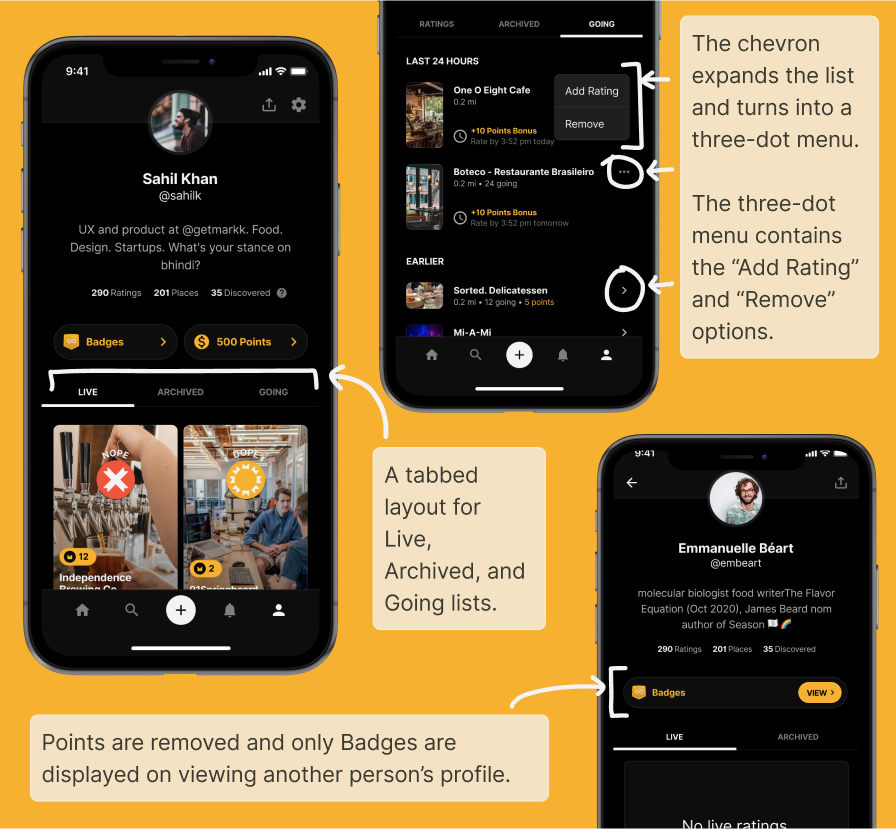 9:41
Sahil Khan
@sahilk
UX and product at @getmarkk. Food.
Design. Startups. What's your stance on
bhindi?
290 Ratings 201 Places 35 Discovered ?
GO Badges
$ 500 Points
LIVE ARCHIVED GOING
NOPE
DOPE
12
2
Independence
Brewing Co
91Springboard
RATINGS ARCHIVED GOING
LAST 24 HOURS
One O Eight Cafe
0.2 mi
+10 Points Bonus
Rate by 3:52 pm today
Add Rating
Remove
Boteco - Restaurante Brasileiro
0.2 mi • 24 going
+10 Points Bonus
Rate by 3:52 pm tomorrow
EARLIER
Sorted. Delicatessen
0.2 mi • 12 going • 5 points
Mi-A-Mi
The chevron
expands the list
and turns into a
three-dot menu.
The three-dot
menu contains
the “Add Rating”
and “Remove”
options.
A tabbed
layout for
Live,
Archived, and
Going lists.
9:41
Emmanuelle Béart
@embeart
molecular biologist food writerThe Flavor
Equation (Oct 2020), James Beard nom
author of Season 🏳️🌈
290 Ratings 201 Places 35 Discovered
GO Badges
VIEW
LIVE ARCHIVED
No live ratings
Points are removed and only Badges are
displayed on viewing another person’s profile.